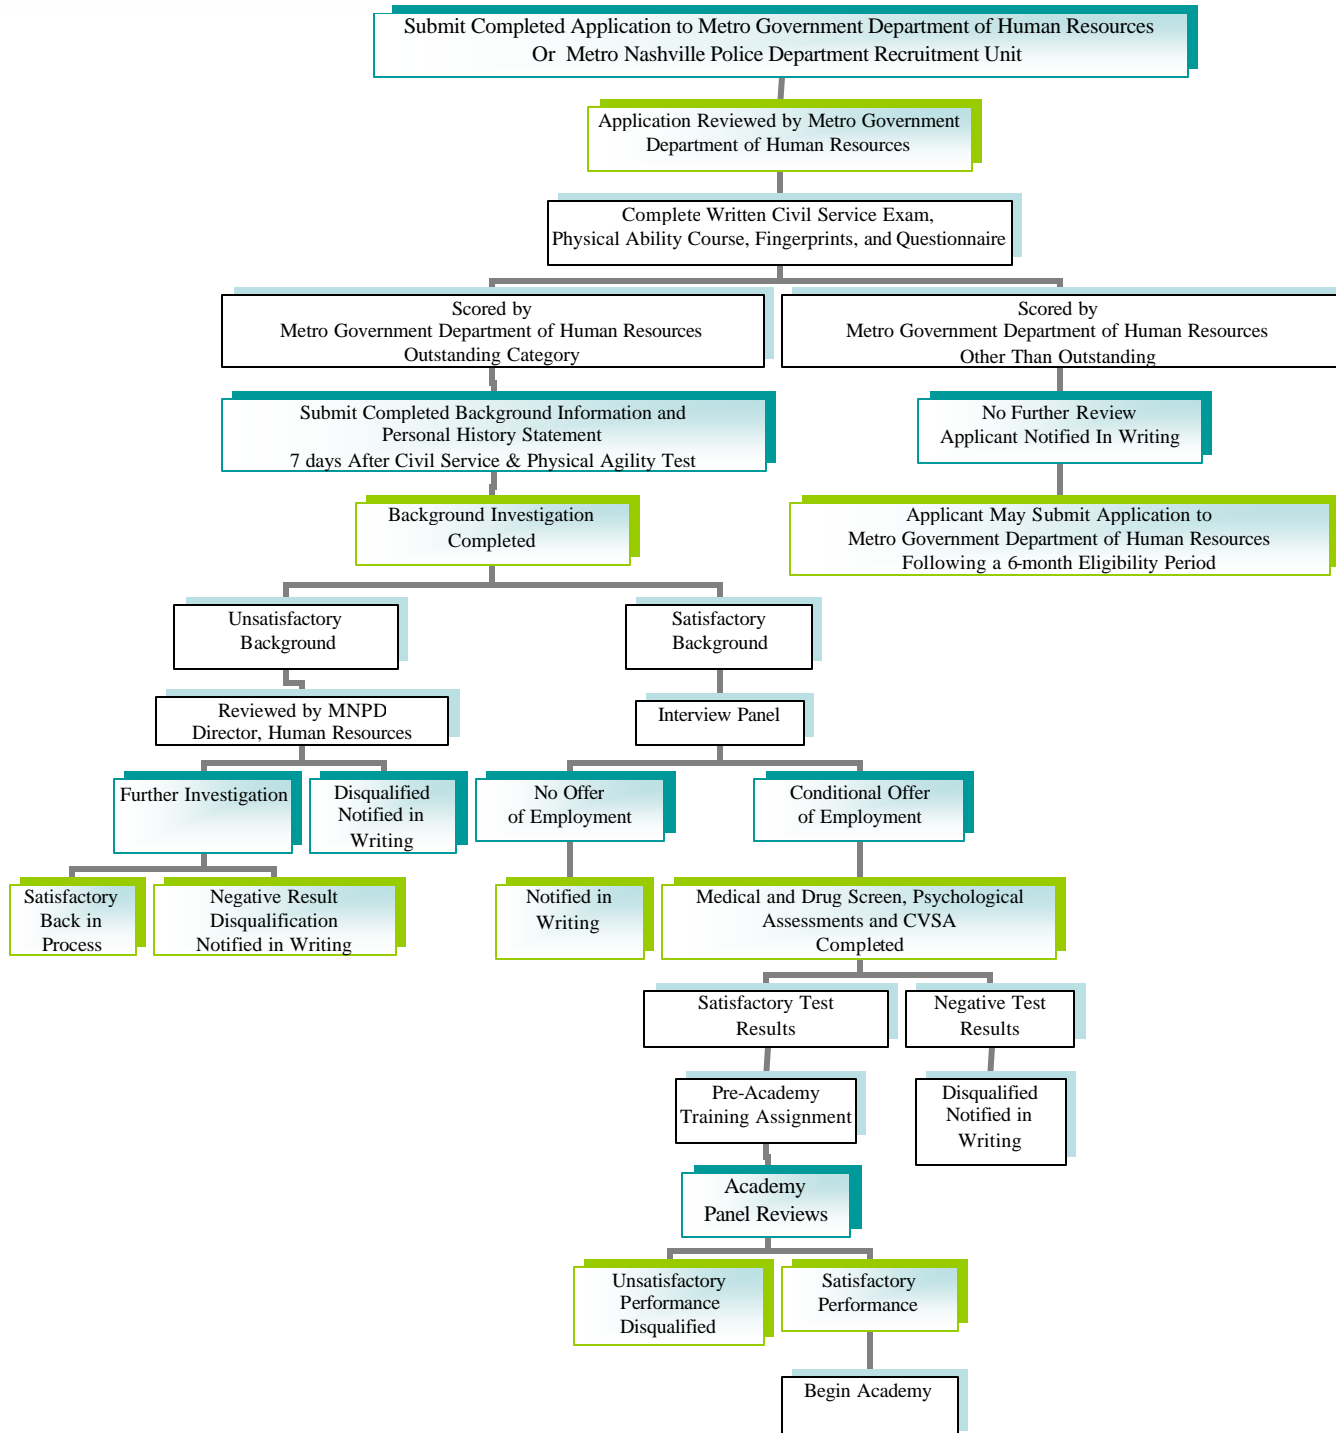 Submit Completed Application to Metro Government Department of Human Resources
Or Metro Nashville Police Department Recruitment Unit
Application Reviewed by Metro Government
Department of Human Resources
Complete Written Civil Service Exam,
Physical Ability Course, Fingerprints, and Questionnaire
Scored by
Metro Government Department of Human Resources
Outstanding Category
Scored by
Metro Government Department of Human Resources
Other Than Outstanding
Submit Completed Background Information and
Personal History Statement
7 days After Civil Service & Physical Agility Test
No Further Review
Applicant Notified In Writing
Background Investigation
Completed
Applicant May Submit Application to
Metro Government Department of Human Resources
Following a 6-month Eligibility Period
Unsatisfactory
Background
Satisfactory
Background
Reviewed by MNPD
Director, Human Resources
Interview Panel
Further Investigation
Disqualified
Notified in
Writing
No Offer
of Employment
Conditional Offer
of Employment
Satisfactory
Back in
Process
Negative Result
Disqualification
Notified in Writing
Notified in
Writing
Medical and Drug Screen, Psychological
Assessments and CVSA
Completed
Satisfactory Test
Results
Negative Test
Results
Pre-Academy
Training Assignment
Disqualified
Notified in
Writing
Academy
Panel Reviews
Unsatisfactory
Performance
Disqualified
Satisfactory
Performance
Begin Academy